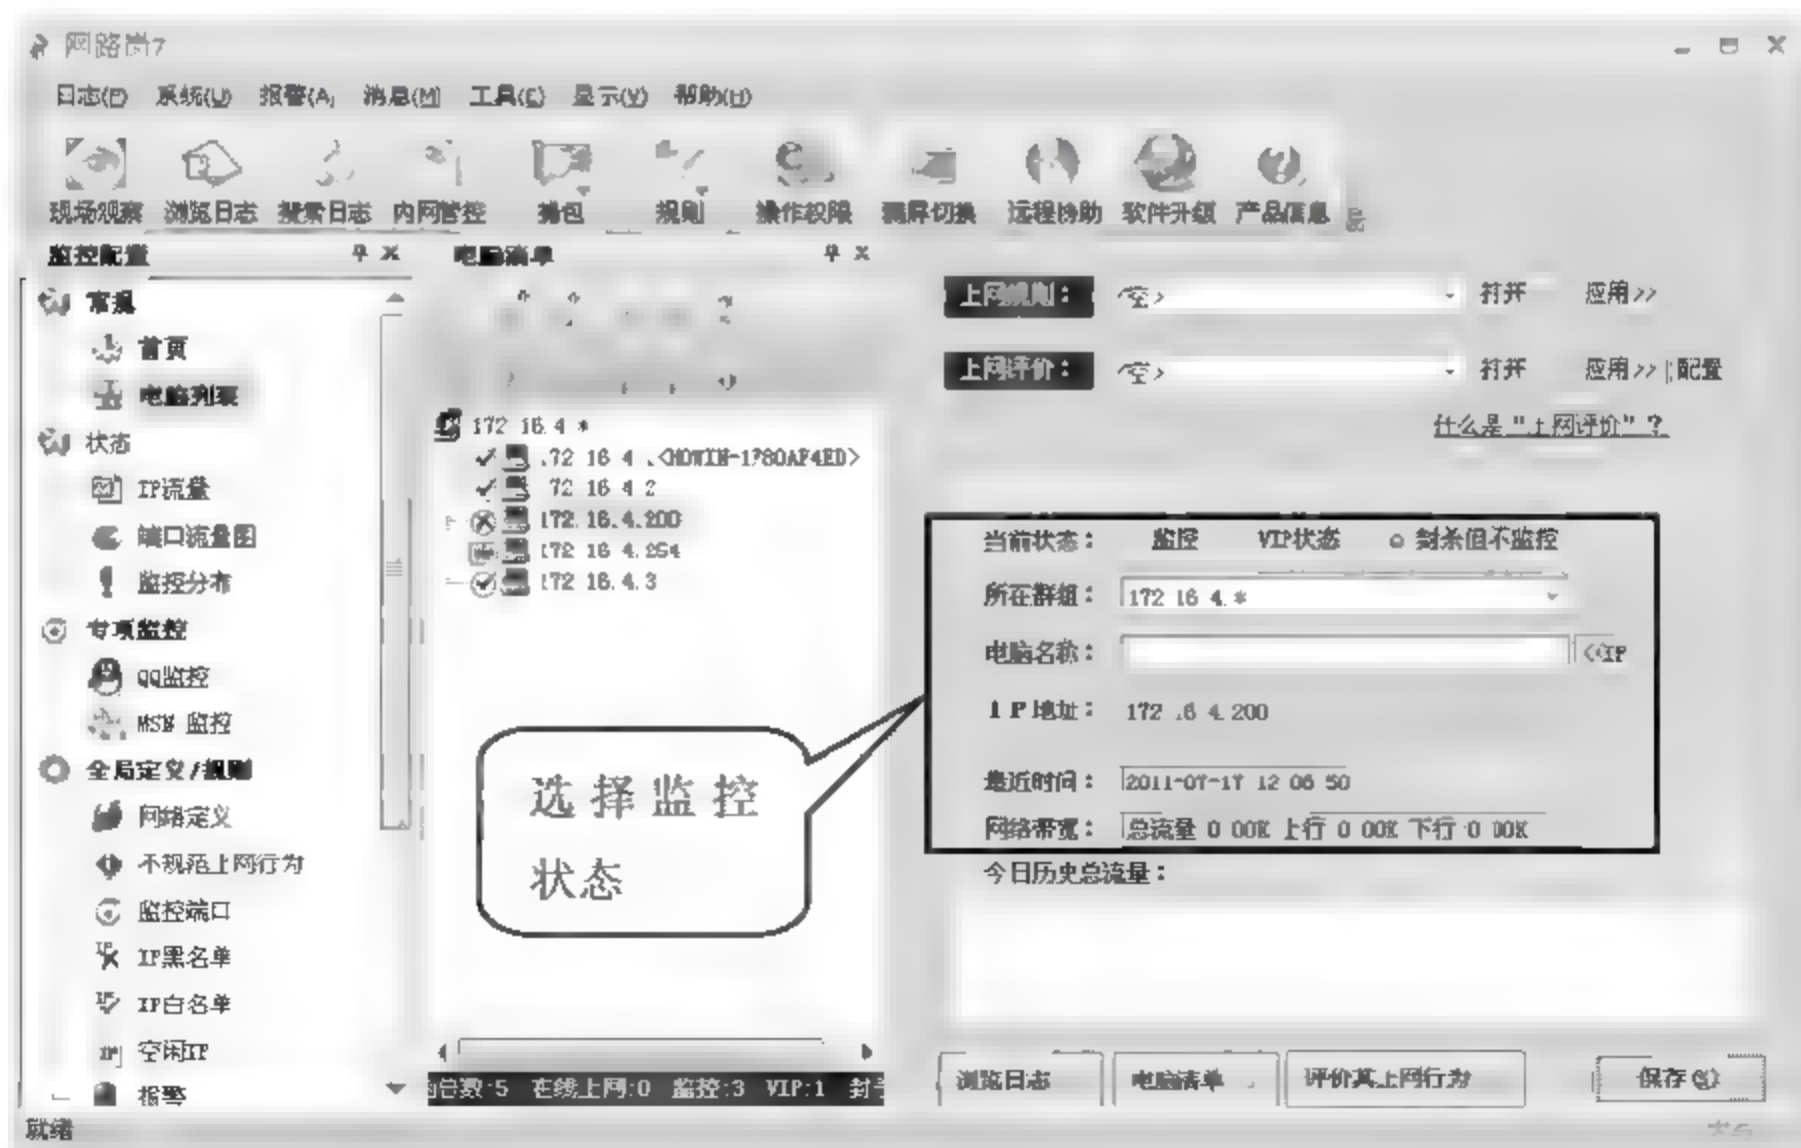 网路岗7
日志(P) 系统(U) 报警(A) 消息(M) 工具(E) 显示(V) 帮助(H)
现场观察 浏览日志 搜索日志 内网管控 捕包 规则 操作权限 满屏切换 远程协助 软件升级 产品信息
监控配置
常规
首页
电脑列表
状态
IP流量
端口流量图
监控分布
专项监控
QQ监控
MSN 监控
全局定义/规则
网络定义
不规范上网行为
监控端口
IP黑名单
IP白名单
空闲IP
报警
就绪
电脑清单
172 16.4 *
.72 16 4 .<HOWIN-1780AF4ED>
72 16 4 2
172.16.4.200
172 16 4.254
172 16.4.3
选择监控
状态
总数:5 在线上网:0 监控:3 VIP:1 封
上网规则: <空> 打开 应用>>
上网评价: <空> 打开 应用>> 配置
什么是"上网评价"?
当前状态: 监控 VIP状态 封杀但不监控
所在群组: 172 16 4.*
电脑名称: <<IP
IP地址: 172 .6 4.200
最近时间: 2011-07-17 12 06 50
网络带宽: 总流量 0 00K 上行 0 00K 下行 0 00K
今日历史总流量:
浏览日志 电脑清单 评价其上网行为 保存(S)